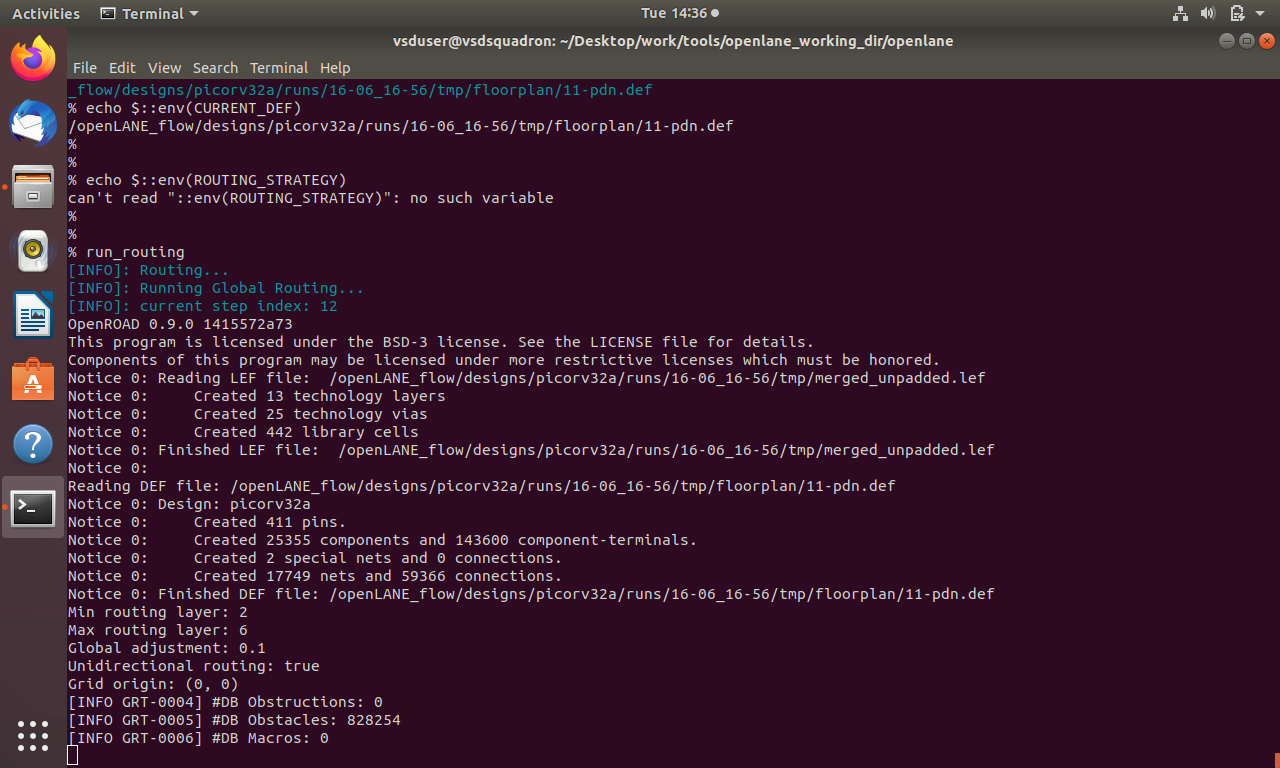 Activities Terminal Tue 14:36
vsduser@vsdsquadron: ~/Desktop/work/tools/openlane_working_dir/openlane
File Edit View Search Terminal Help
_flow/designs/picorv32a/runs/16-06_16-56/tmp/floorplan/11-pdn.def
% echo $::env(CURRENT_DEF)
/openLANE_flow/designs/picorv32a/runs/16-06_16-56/tmp/floorplan/11-pdn.def
%
%
% echo $::env(ROUTING_STRATEGY)
can't read "::env(ROUTING_STRATEGY)": no such variable
%
%
% run_routing
[INFO]: Routing...
[INFO]: Running Global Routing...
[INFO]: current step index: 12
OpenROAD 0.9.0 1415572a73
This program is licensed under the BSD-3 license. See the LICENSE file for details.
Components of this program may be licensed under more restrictive licenses which must be honored.
Notice 0: Reading LEF file:  /openLANE_flow/designs/picorv32a/runs/16-06_16-56/tmp/merged_unpadded.lef
Notice 0:     Created 13 technology layers
Notice 0:     Created 25 technology vias
Notice 0:     Created 442 library cells
Notice 0: Finished LEF file:  /openLANE_flow/designs/picorv32a/runs/16-06_16-56/tmp/merged_unpadded.lef
Notice 0:
Reading DEF file: /openLANE_flow/designs/picorv32a/runs/16-06_16-56/tmp/floorplan/11-pdn.def
Notice 0: Design: picorv32a
Notice 0:     Created 411 pins.
Notice 0:     Created 25355 components and 143600 component-terminals.
Notice 0:     Created 2 special nets and 0 connections.
Notice 0:     Created 17749 nets and 59366 connections.
Notice 0: Finished DEF file: /openLANE_flow/designs/picorv32a/runs/16-06_16-56/tmp/floorplan/11-pdn.def
Min routing layer: 2
Max routing layer: 6
Global adjustment: 0.1
Unidirectional routing: true
Grid origin: (0, 0)
[INFO GRT-0004] #DB Obstructions: 0
[INFO GRT-0005] #DB Obstacles: 828254
[INFO GRT-0006] #DB Macros: 0